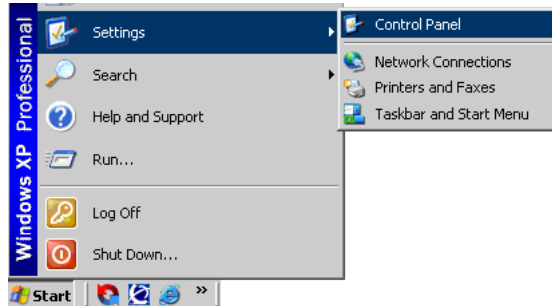 Windows XP Professional
Settings
Search
Help and Support
Run...
Log Off
Shut Down...
Start
»
Control Panel
Network Connections
Printers and Faxes
Taskbar and Start Menu